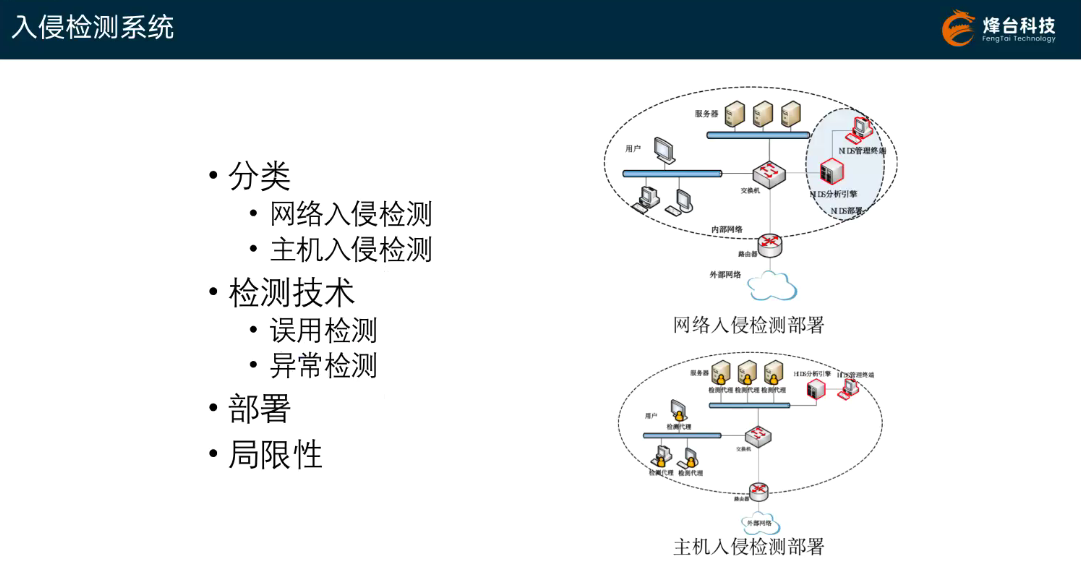 入侵检测系统
烽台科技
FengTai Technology
• 分类
• 网络入侵检测
• 主机入侵检测
• 检测技术
• 误用检测
• 异常检测
• 部署
• 局限性
服务器
用户
NIDS管理终端
交换机
NIDS分析引擎
NIDS部署
内部网络
路由器
外部网络
网络入侵检测部署
服务器
检测代理
检测代理
检测代理
HIDS分析引擎
管理终端
用户
检测代理
交换机
检测代理
检测代理
路由器
外部网络
主机入侵检测部署